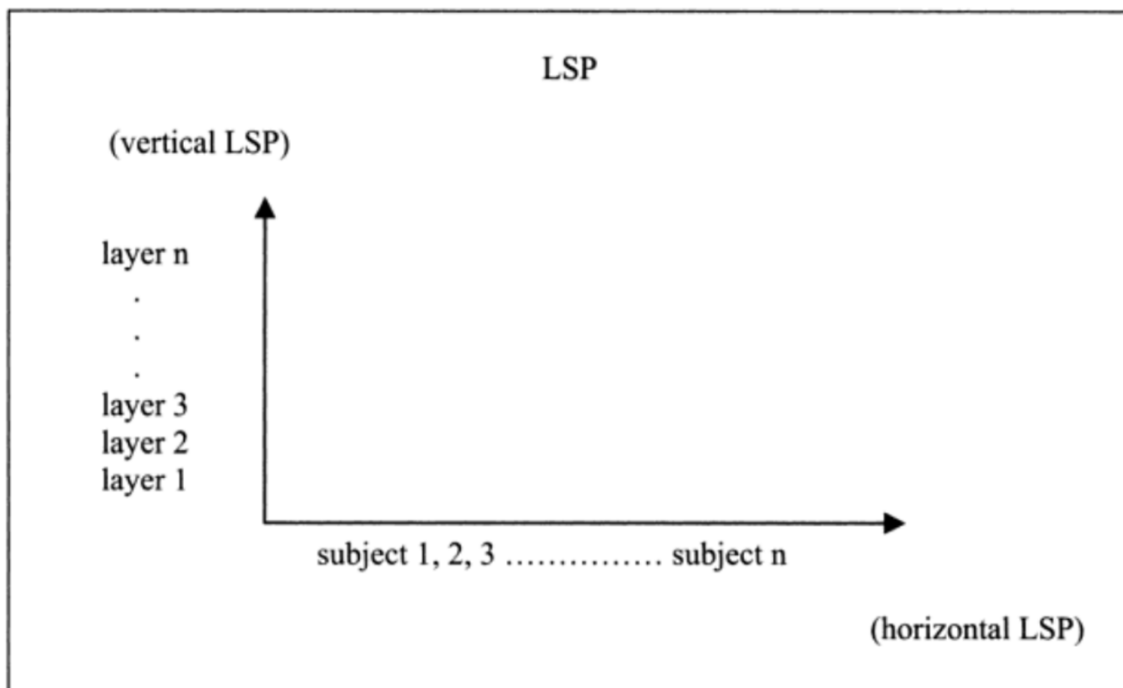 LSP
(vertical LSP)
layer n
.
.
.
layer 3
layer 2
layer 1
subject 1, 2, 3 …………… subject n
(horizontal LSP)